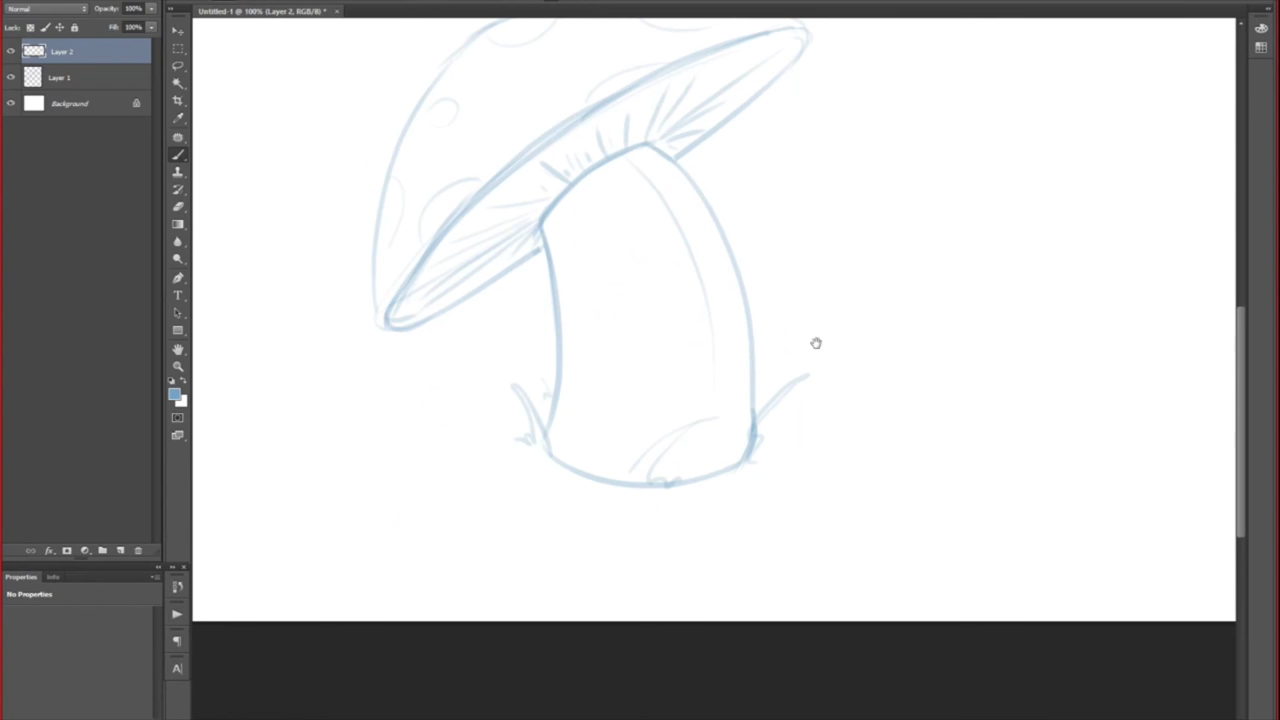 Normal Opacity: 100%
Untitled-1 @ 100% (Layer 2, RGB/8) * ×
Lock: Fill: 100%
Layer 2
Layer 1
Background
fx
Properties Info
No Properties
T
A